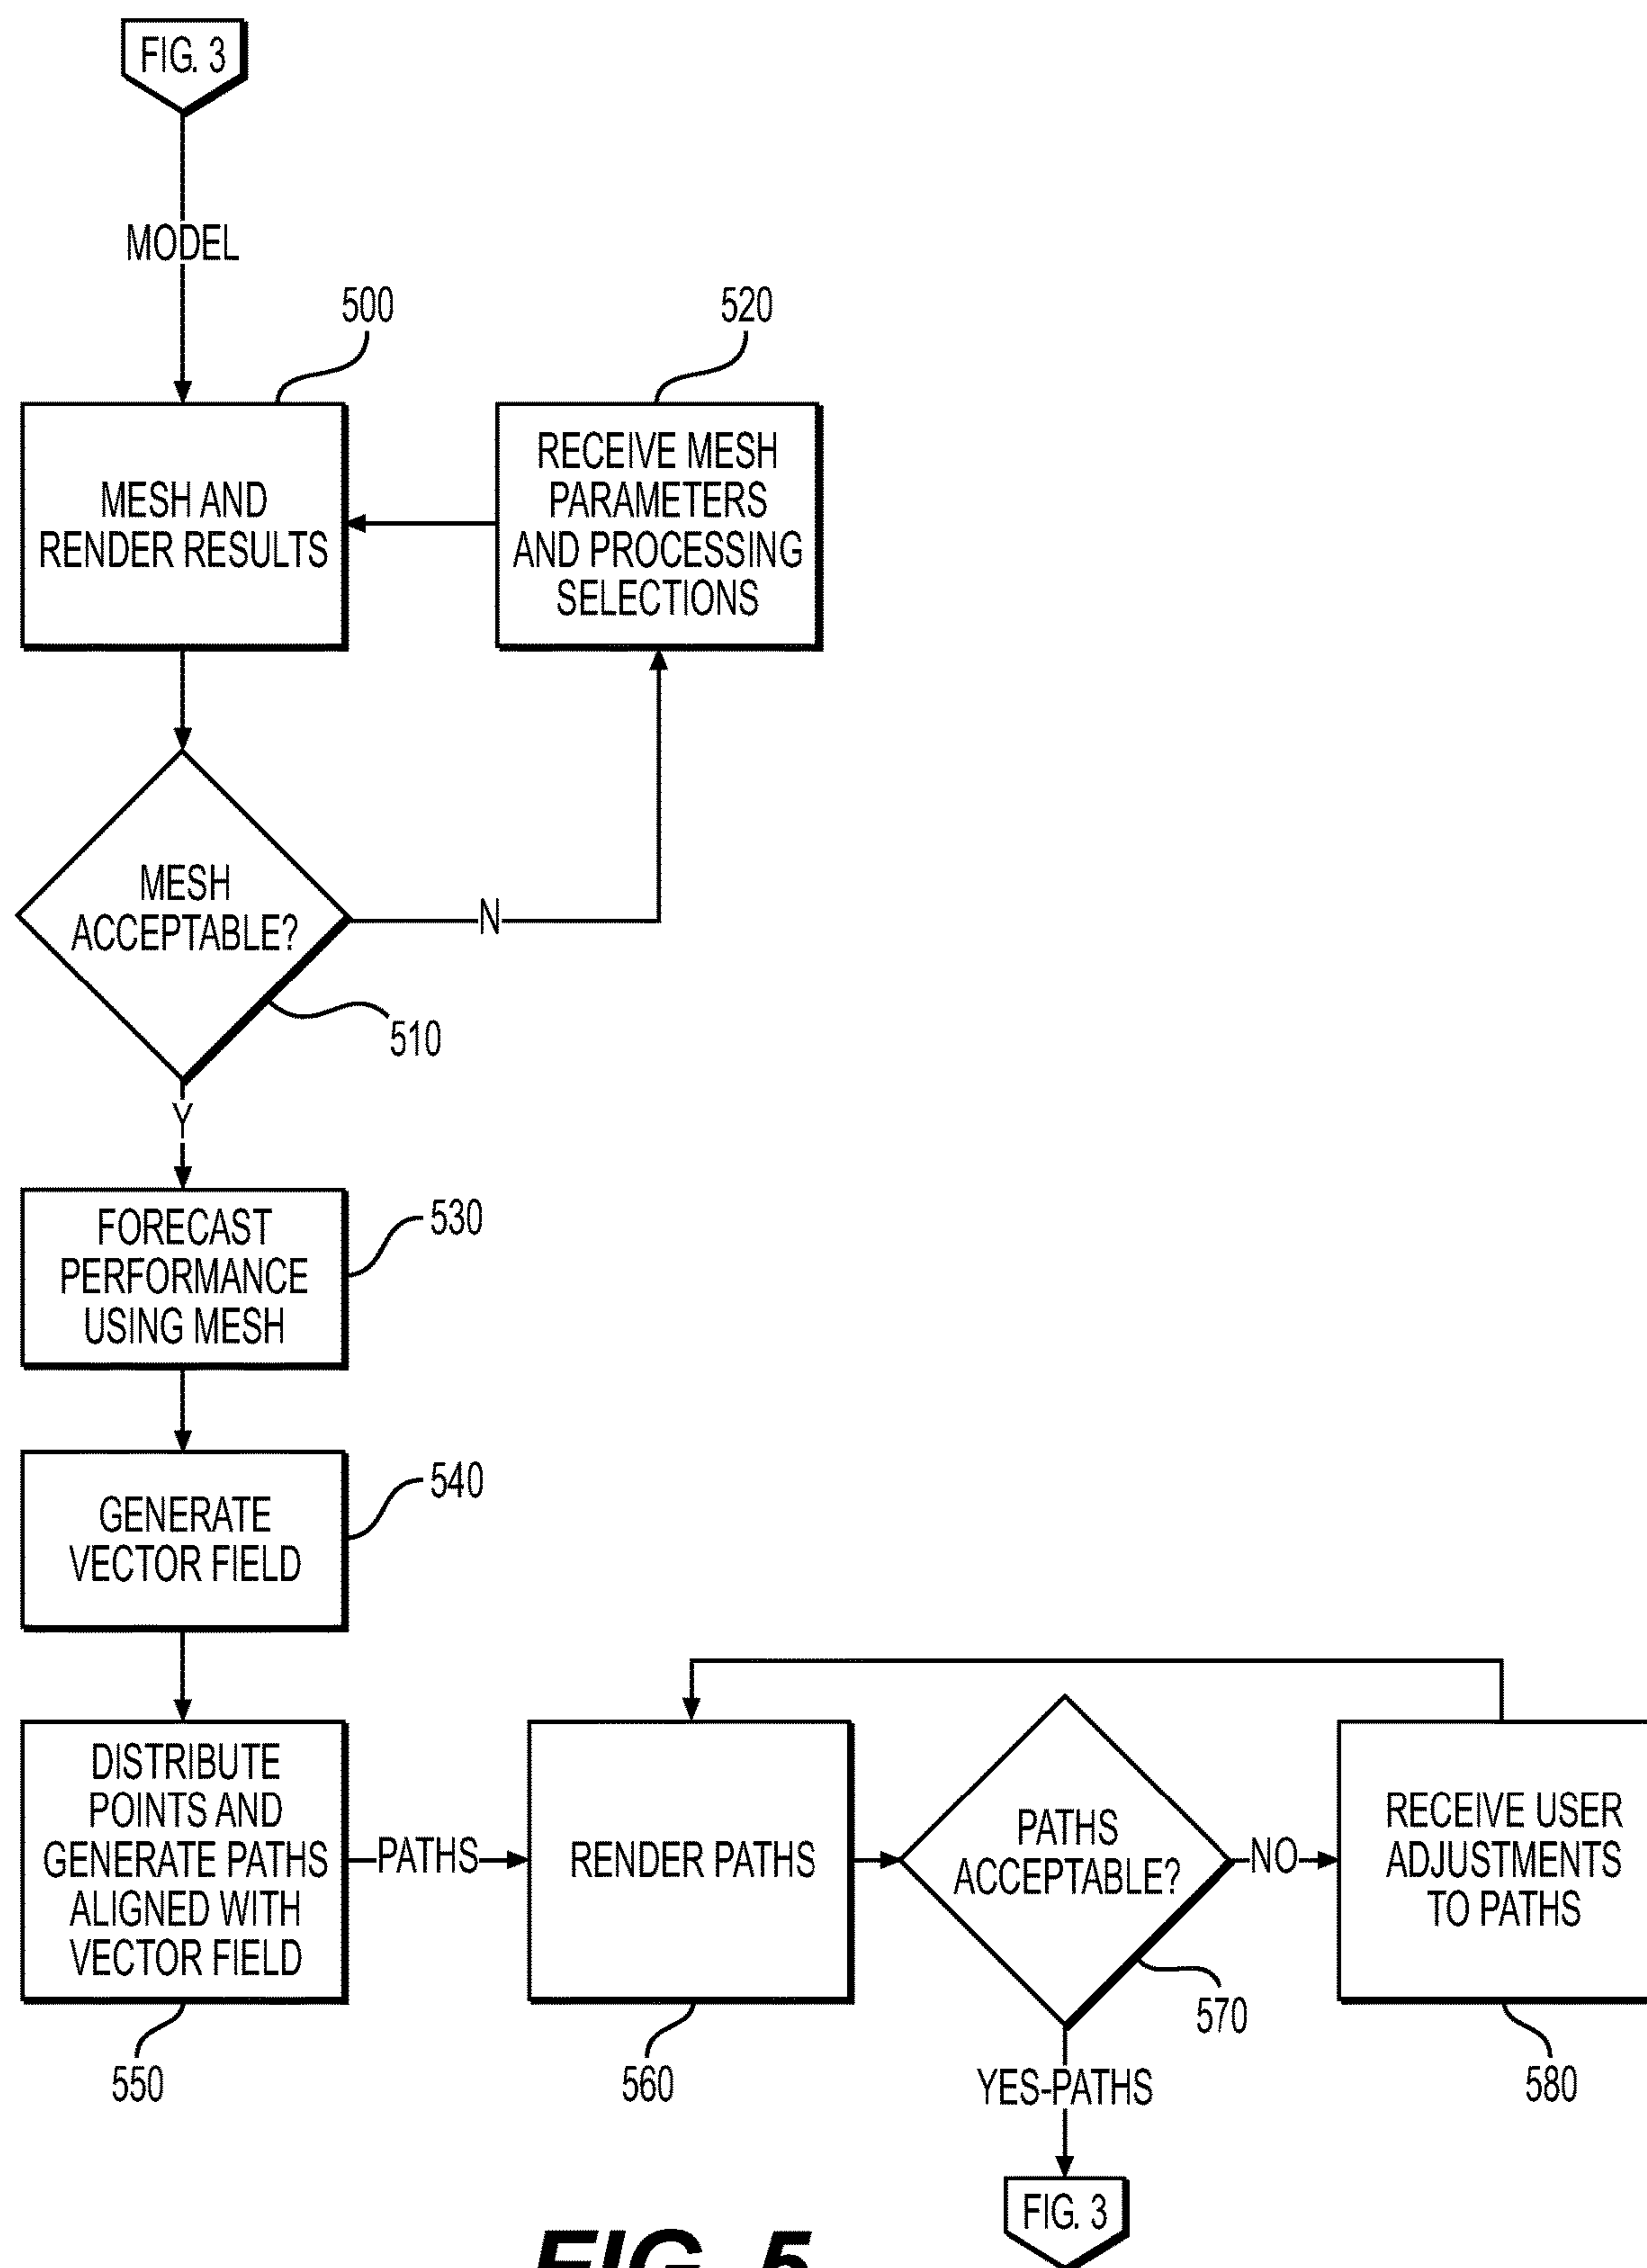 FIG. 3
MODEL
500
520
MESH AND
RENDER RESULTS
RECEIVE MESH
PARAMETERS
AND PROCESSING
SELECTIONS
MESH
ACCEPTABLE?
N
510
Y
FORECAST
PERFORMANCE
USING MESH
530
GENERATE
VECTOR FIELD
540
DISTRIBUTE
POINTS AND
GENERATE PATHS
ALIGNED WITH
VECTOR FIELD
PATHS
RENDER PATHS
PATHS
ACCEPTABLE?
NO
RECEIVE USER
ADJUSTMENTS
TO PATHS
550
560
570
580
YES-PATHS
FIG. 3
FIG. 5